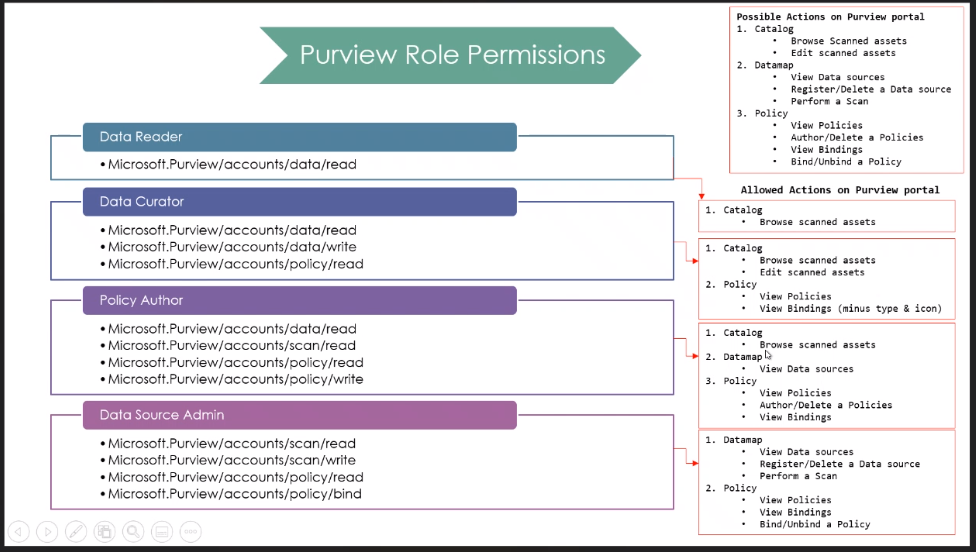 Purview Role Permissions
Data Reader
•Microsoft.Purview/accounts/data/read
Data Curator
•Microsoft.Purview/accounts/data/read
•Microsoft.Purview/accounts/data/write
•Microsoft.Purview/accounts/policy/read
Policy Author
•Microsoft.Purview/accounts/data/read
•Microsoft.Purview/accounts/scan/read
•Microsoft.Purview/accounts/policy/read
•Microsoft.Purview/accounts/policy/write
Data Source Admin
•Microsoft.Purview/accounts/scan/read
•Microsoft.Purview/accounts/scan/write
•Microsoft.Purview/accounts/policy/read
•Microsoft.Purview/accounts/policy/bind
Possible Actions on Purview portal
1. Catalog
• Browse Scanned assets
• Edit scanned assets
2. Datamap
• View Data sources
• Register/Delete a Data source
• Perform a Scan
3. Policy
• View Policies
• Author/Delete a Policies
• View Bindings
• Bind/Unbind a Policy
Allowed Actions on Purview portal
1. Catalog
• Browse scanned assets
1. Catalog
• Browse scanned assets
• Edit scanned assets
2. Policy
• View Policies
• View Bindings (minus type & icon)
1. Catalog
• Browse scanned assets
2. Datamap
• View Data sources
3. Policy
• View Policies
• Author/Delete a Policies
• View Bindings
1. Datamap
• View Data sources
• Register/Delete a Data source
• Perform a Scan
2. Policy
• View Policies
• View Bindings
• Bind/Unbind a Policy